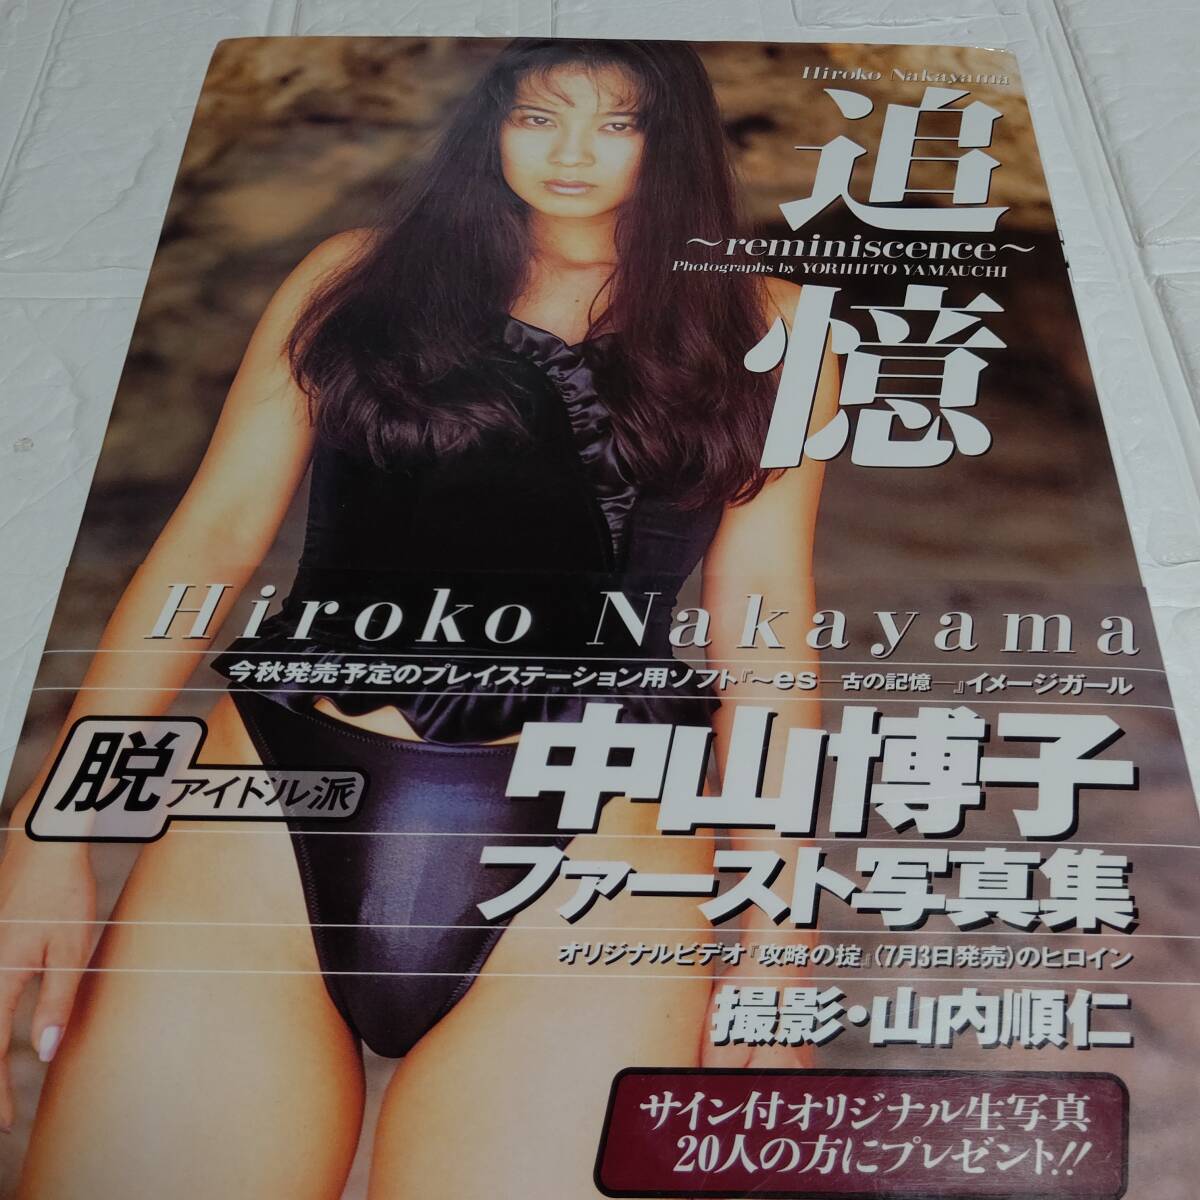 Hiroko Nakayama
追憶
~reminiscence~
Photographs by YORIHITO YAMAUCHI
Hiroko Nakayama
今秋発売予定のプレイステーション用ソフト『~es―古の記憶―』イメージガール
脱アイドル派
中山博子
ファースト写真集
オリジナルビデオ『攻略の掟』(7月3日発売)のヒロイン
撮影・山内順仁
サイン付オリジナル生写真
20人の方にプレゼント!!